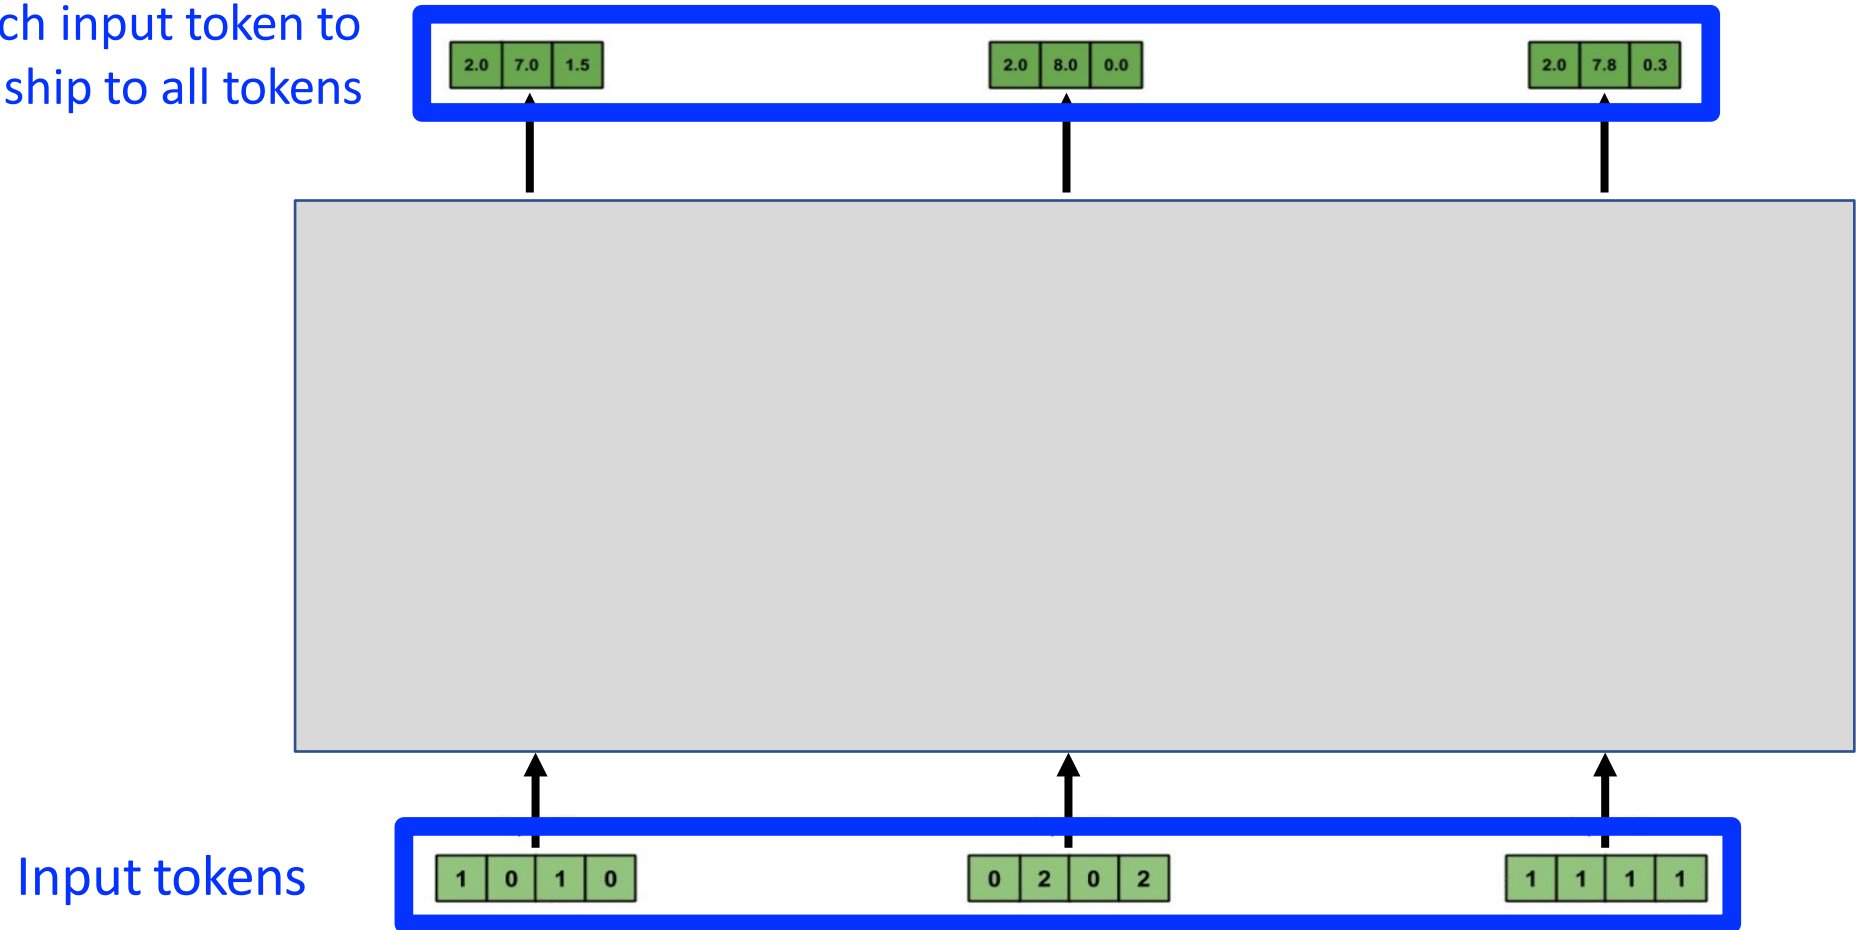 ch input token to
ship to all tokens
2.0 7.0 1.5
2.0 8.0 0.0
2.0 7.8 0.3
Input tokens
1 0 1 0
0 2 0 2
1 1 1 1